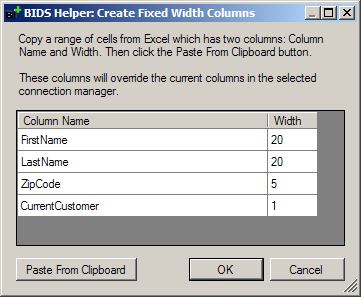 BIDS Helper: Create Fixed Width Columns
Copy a range of cells from Excel which has two columns: Column
Name and Width. Then click the Paste From Clipboard button.
These columns will override the current columns in the selected
connection manager.
Column Name Width
FirstName 20
LastName 20
ZipCode 5
CurrentCustomer 1
Paste From Clipboard OK Cancel